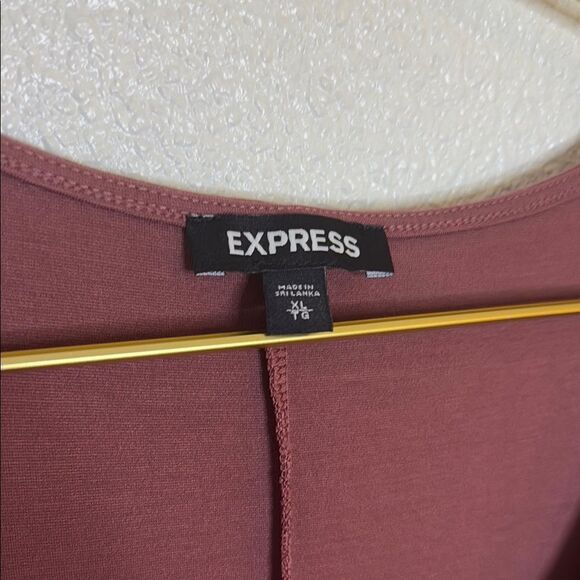 EXPRESS
MADE IN
SRI LANKA
XL
TG